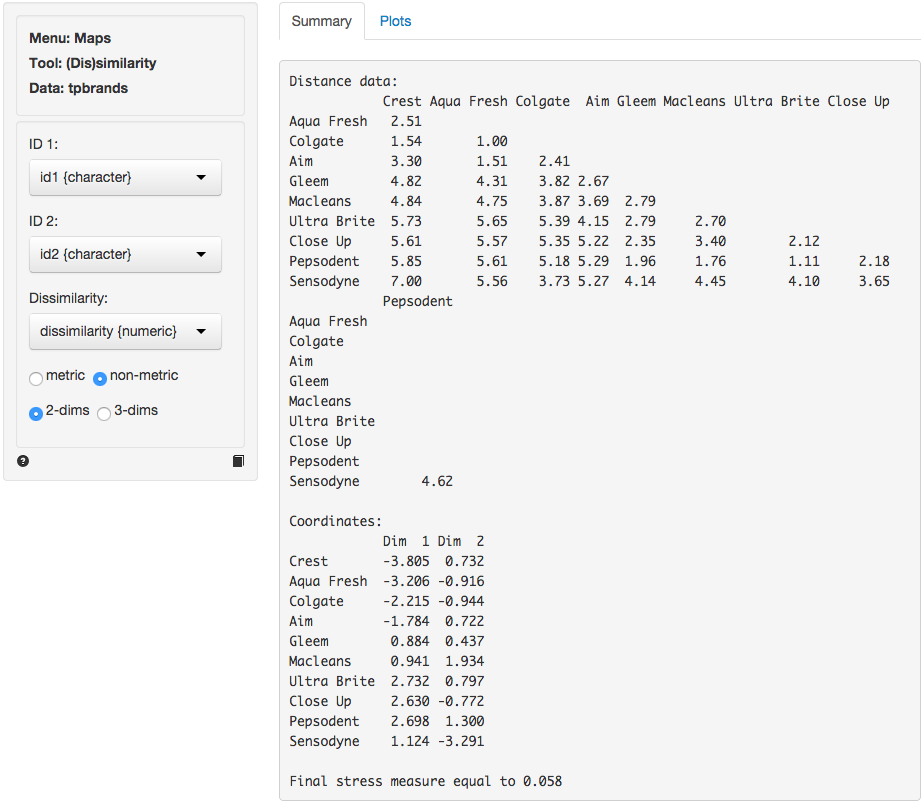 Menu: Maps
Tool: (Dis)similarity
Data: tpbrands
ID 1:
id1 {character}
ID 2:
id2 {character}
Dissimilarity:
dissimilarity {numeric}
metric non-metric
2-dims 3-dims
?
Summary Plots
Distance data:
            Crest Aqua Fresh Colgate  Aim Gleem Macleans Ultra Brite Close Up
Aqua Fresh   2.51
Colgate      1.54       1.00
Aim          3.30       1.51    2.41
Gleem        4.82       4.31    3.82 2.67
Macleans     4.84       4.75    3.87 3.69  2.79
Ultra Brite  5.73       5.65    5.39 4.15  2.79     2.70
Close Up     5.61       5.57    5.35 5.22  2.35     3.40        2.12
Pepsodent    5.85       5.61    5.18 5.29  1.96     1.76        1.11     2.18
Sensodyne    7.00       5.56    3.73 5.27  4.14     4.45        4.10     3.65
            Pepsodent
Aqua Fresh
Colgate
Aim
Gleem
Macleans
Ultra Brite
Close Up
Pepsodent
Sensodyne        4.62
Coordinates:
            Dim  1 Dim  2
Crest       -3.805  0.732
Aqua Fresh  -3.206 -0.916
Colgate     -2.215 -0.944
Aim         -1.784  0.722
Gleem        0.884  0.437
Macleans     0.941  1.934
Ultra Brite  2.732  0.797
Close Up     2.630 -0.772
Pepsodent    2.698  1.300
Sensodyne    1.124 -3.291
Final stress measure equal to 0.058